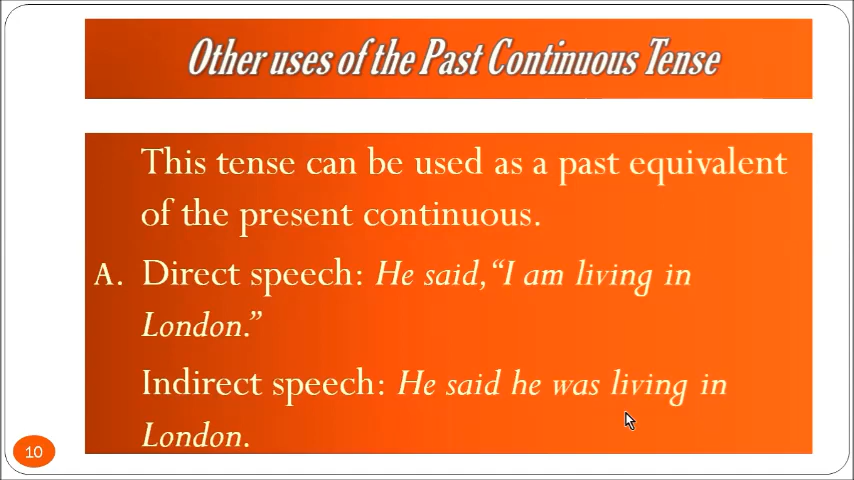 Other uses of the Past Continuous Tense
This tense can be used as a past equivalent
of the present continuous.
A. Direct speech: He said, “I am living in
London.”
Indirect speech: He said he was living in
London.
10